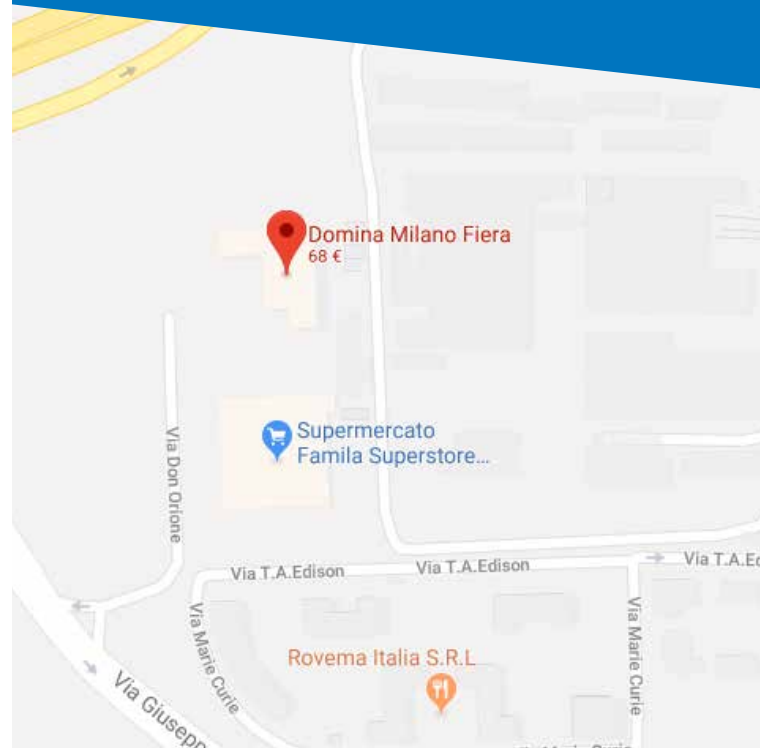 Domina Milano Fiera
68 €
Supermercato
Famila Superstore...
Via Don Orione
Via T.A.Edison
Via T.A.Edison
Via T.A.Ed
Via Marie Curie
Via Marie Curie
Rovema Italia S.R.L
Via Giusepp